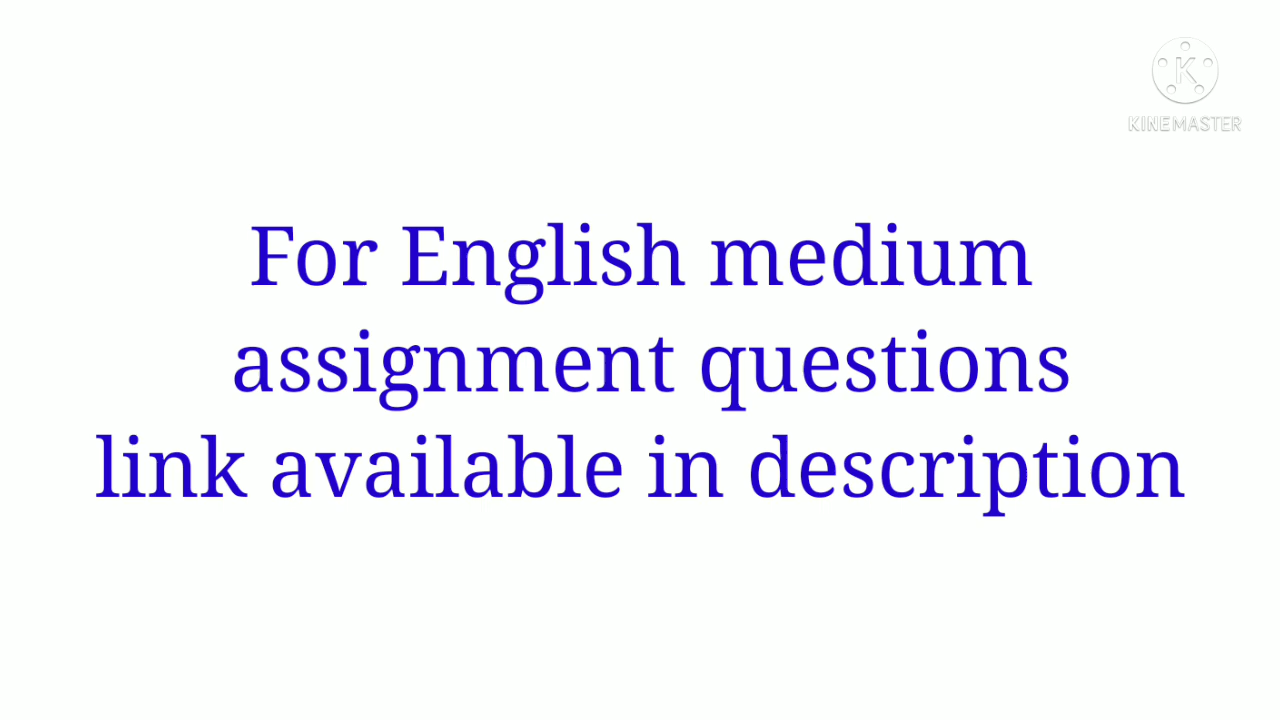 KINEMASTER
For English medium
assignment questions
link available in description